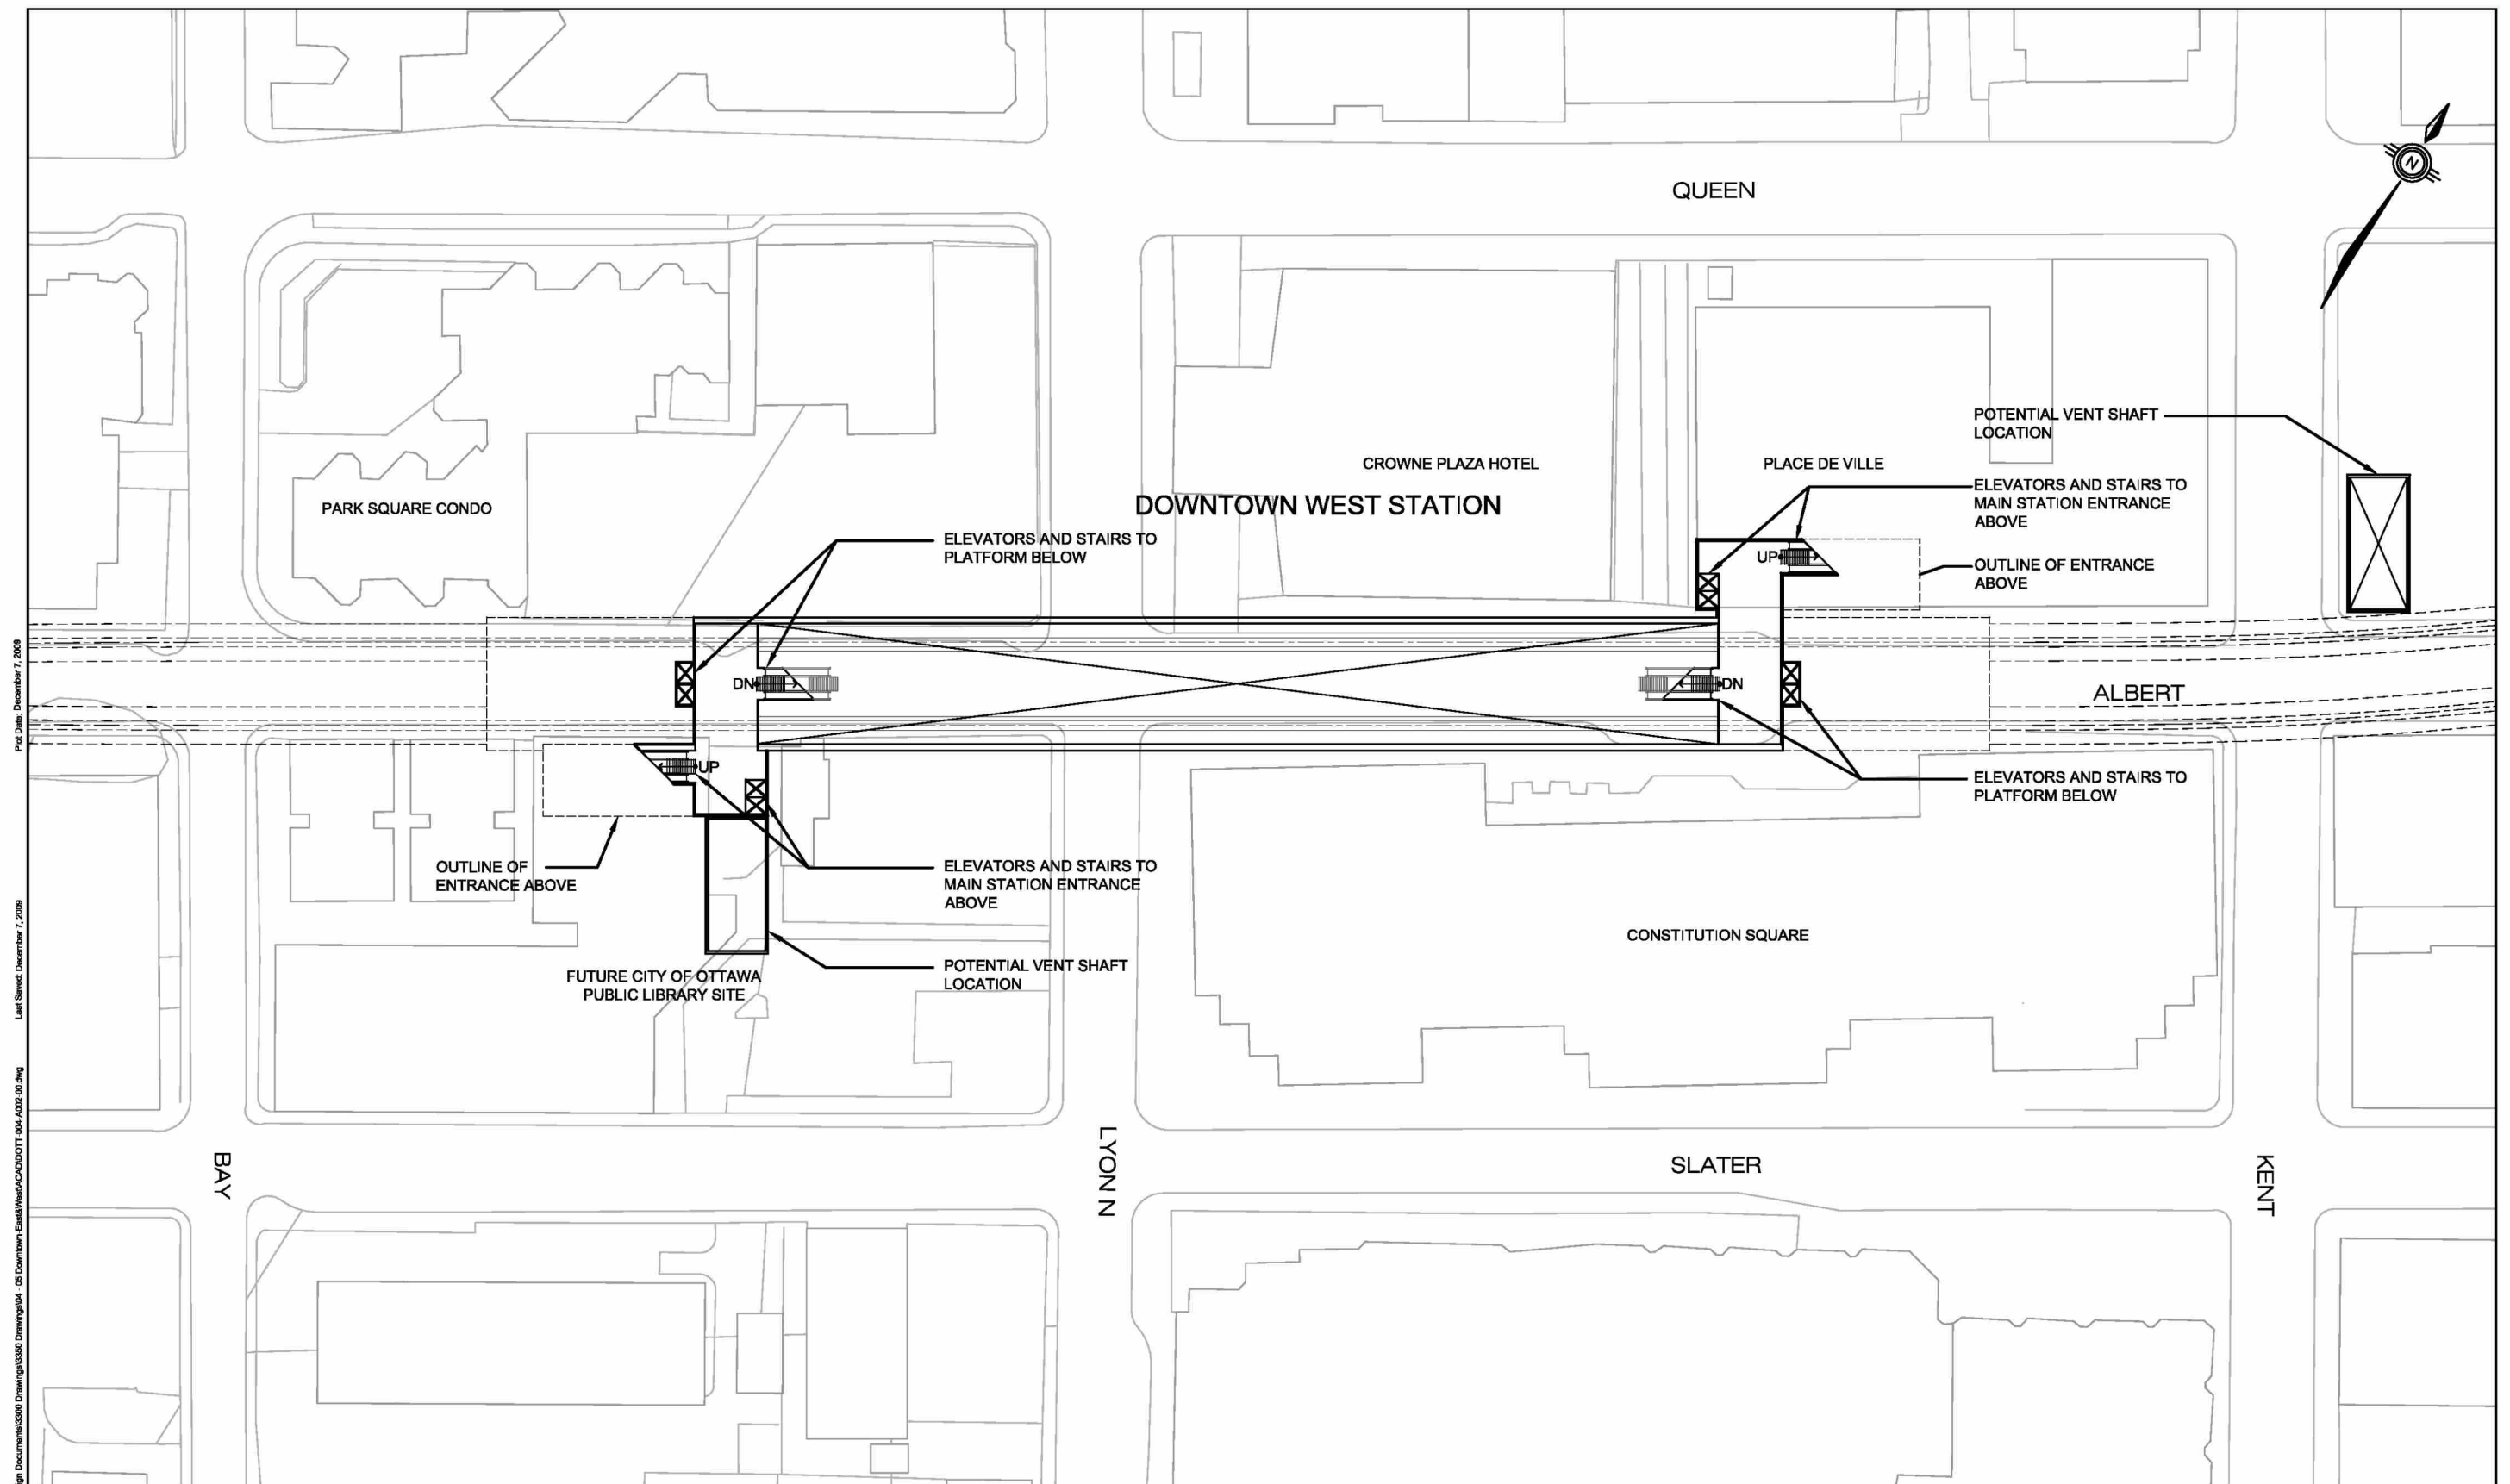 QUEEN
N
POTENTIAL VENT SHAFT
LOCATION
CROWNE PLAZA HOTEL
PLACE DE VILLE
ELEVATORS AND STAIRS TO
MAIN STATION ENTRANCE
ABOVE
PARK SQUARE CONDO
DOWNTOWN WEST STATION
ELEVATORS AND STAIRS TO
PLATFORM BELOW
UP
OUTLINE OF ENTRANCE
ABOVE
DN
DN
ALBERT
UP
ELEVATORS AND STAIRS TO
PLATFORM BELOW
OUTLINE OF
ENTRANCE ABOVE
ELEVATORS AND STAIRS TO
MAIN STATION ENTRANCE
ABOVE
CONSTITUTION SQUARE
FUTURE CITY OF OTTAWA
PUBLIC LIBRARY SITE
POTENTIAL VENT SHAFT
LOCATION
BAY
LYON N
SLATER
KENT
Plot Date: December 7, 2009
Last Saved: December 7, 2009